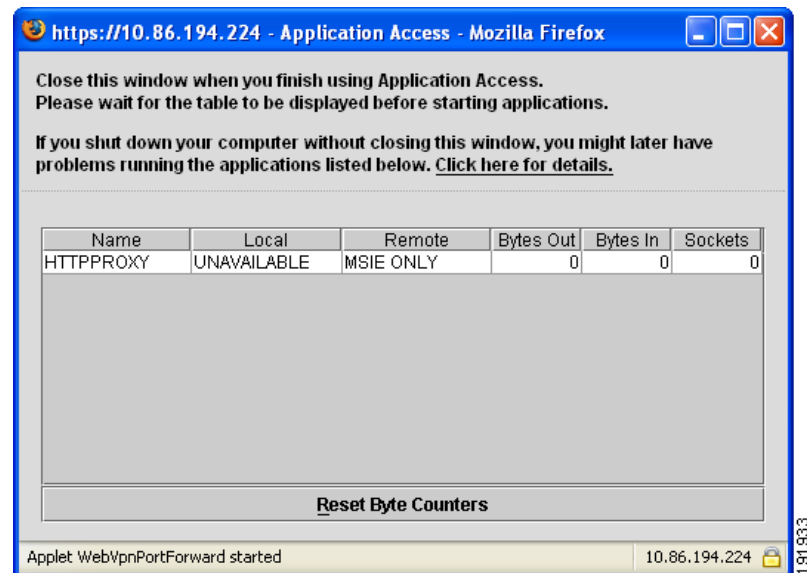 https://10.86.194.224 - Application Access - Mozilla Firefox
Close this window when you finish using Application Access.
Please wait for the table to be displayed before starting applications.
If you shut down your computer without closing this window, you might later have
problems running the applications listed below. Click here for details.
Name Local Remote Bytes Out Bytes In Sockets
HTTPPROXY UNAVAILABLE MSIE ONLY 0 0 0
Reset Byte Counters
Applet WebVpnPortForward started 10.86.194.224
191933